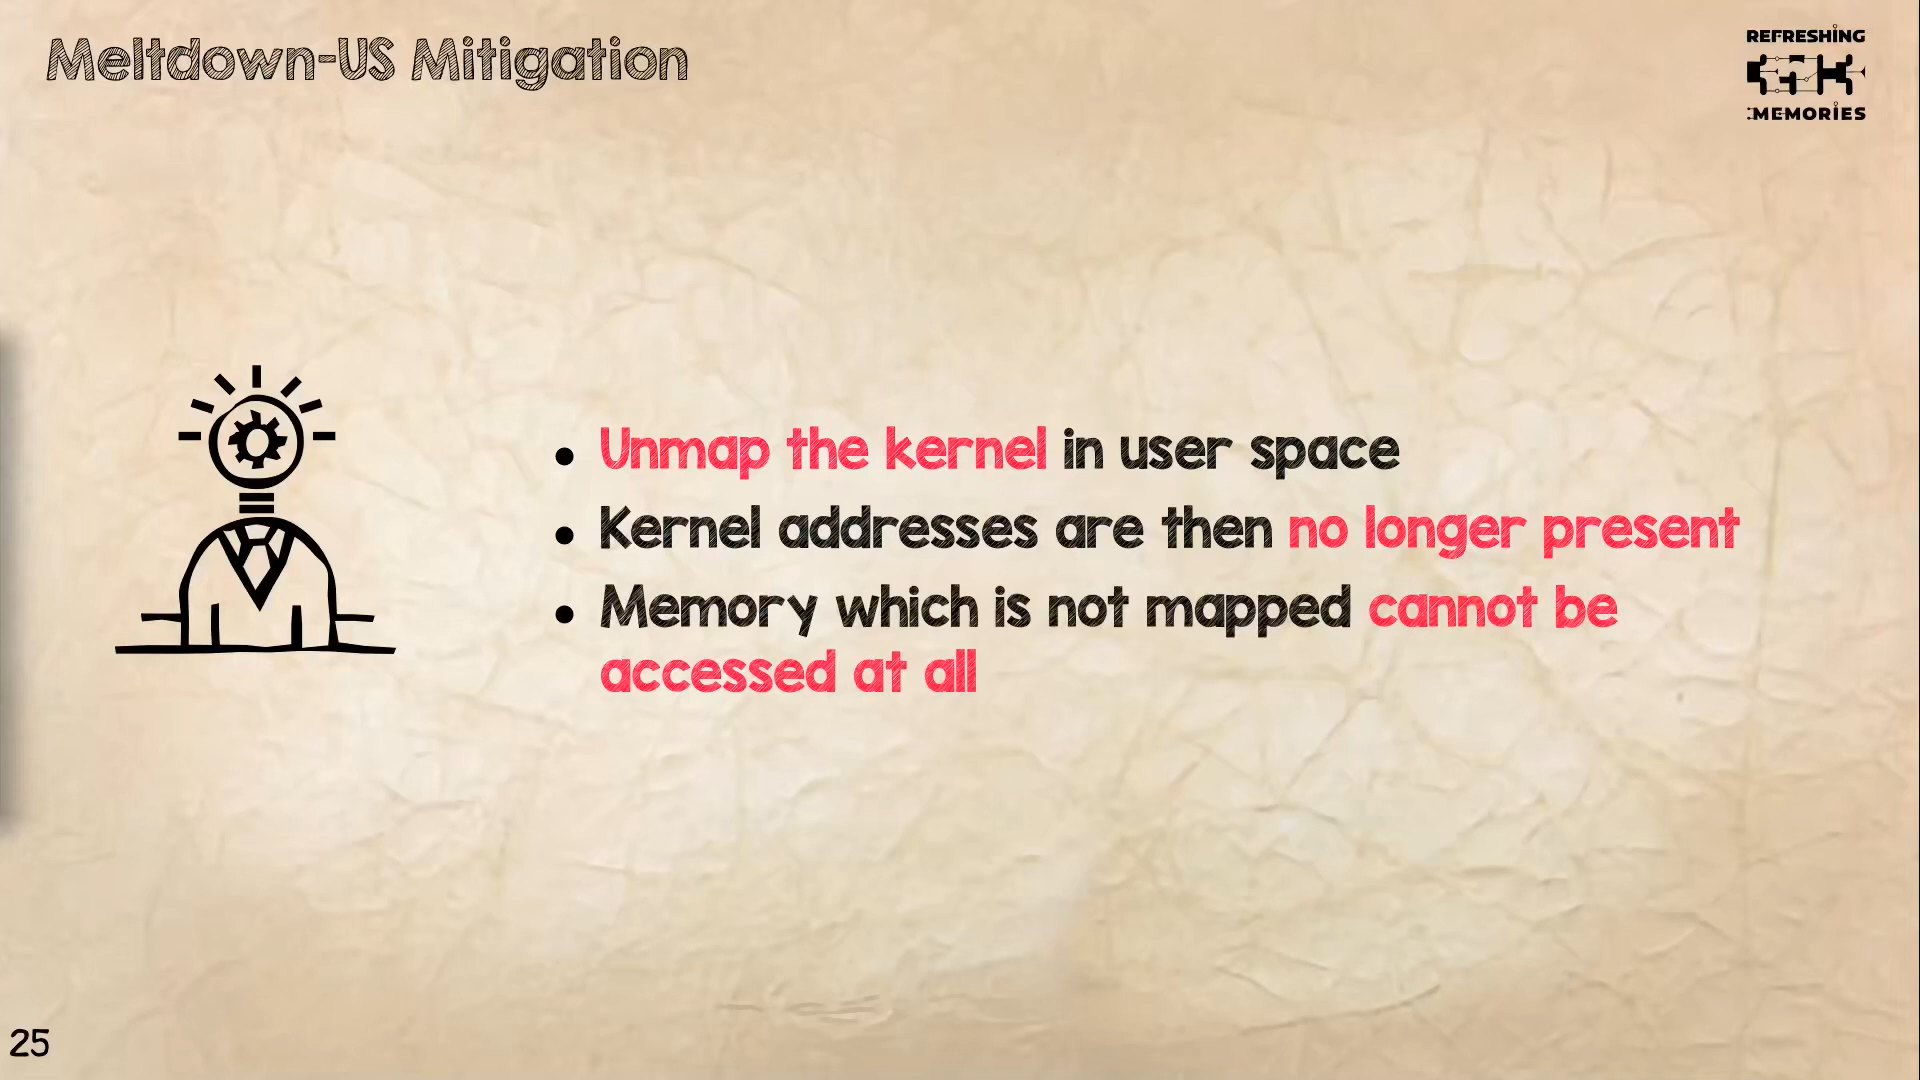 Meltdown-US Mitigation
REFRESHING
MEMORIES
• Unmap the kernel in user space
• Kernel addresses are then no longer present
• Memory which is not mapped cannot be
accessed at all
25